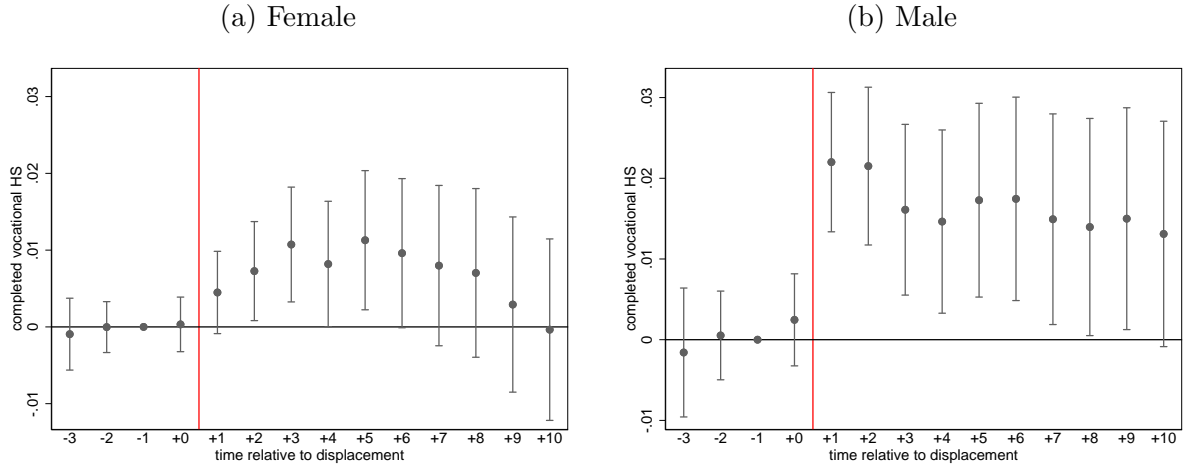 (a) Female
completed vocational HS
.03
.02
.01
0
-.01
-3 -2 -1 +0 +1 +2 +3 +4 +5 +6 +7 +8 +9 +10
time relative to displacement
(b) Male
completed vocational HS
.03
.02
.01
0
-.01
-3 -2 -1 +0 +1 +2 +3 +4 +5 +6 +7 +8 +9 +10
time relative to displacement